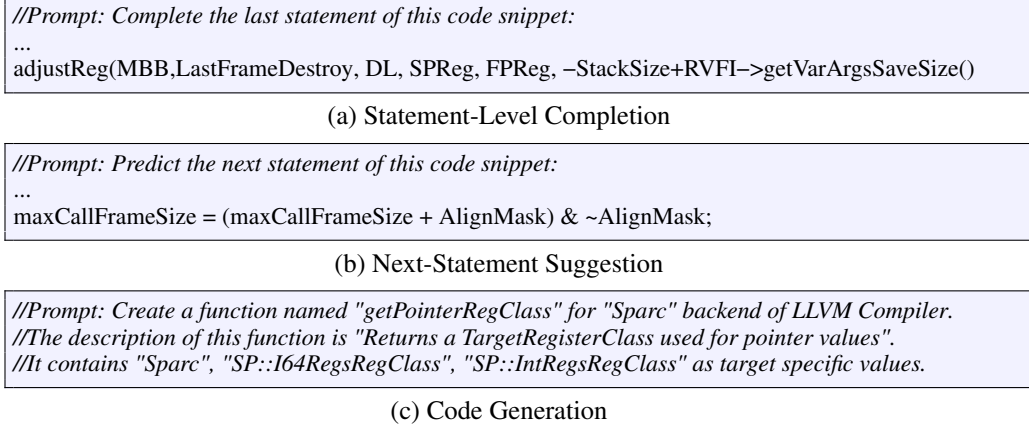 //Prompt: Complete the last statement of this code snippet:
...
adjustReg(MBB,LastFrameDestroy, DL, SPReg, FPReg, −StackSize+RVFI−>getVarArgsSaveSize()
(a) Statement-Level Completion
//Prompt: Predict the next statement of this code snippet:
...
maxCallFrameSize = (maxCallFrameSize + AlignMask) & ~AlignMask;
(b) Next-Statement Suggestion
//Prompt: Create a function named "getPointerRegClass" for "Sparc" backend of LLVM Compiler.
//The description of this function is "Returns a TargetRegisterClass used for pointer values".
//It contains "Sparc", "SP::I64RegsRegClass", "SP::IntRegsRegClass" as target specific values.
(c) Code Generation